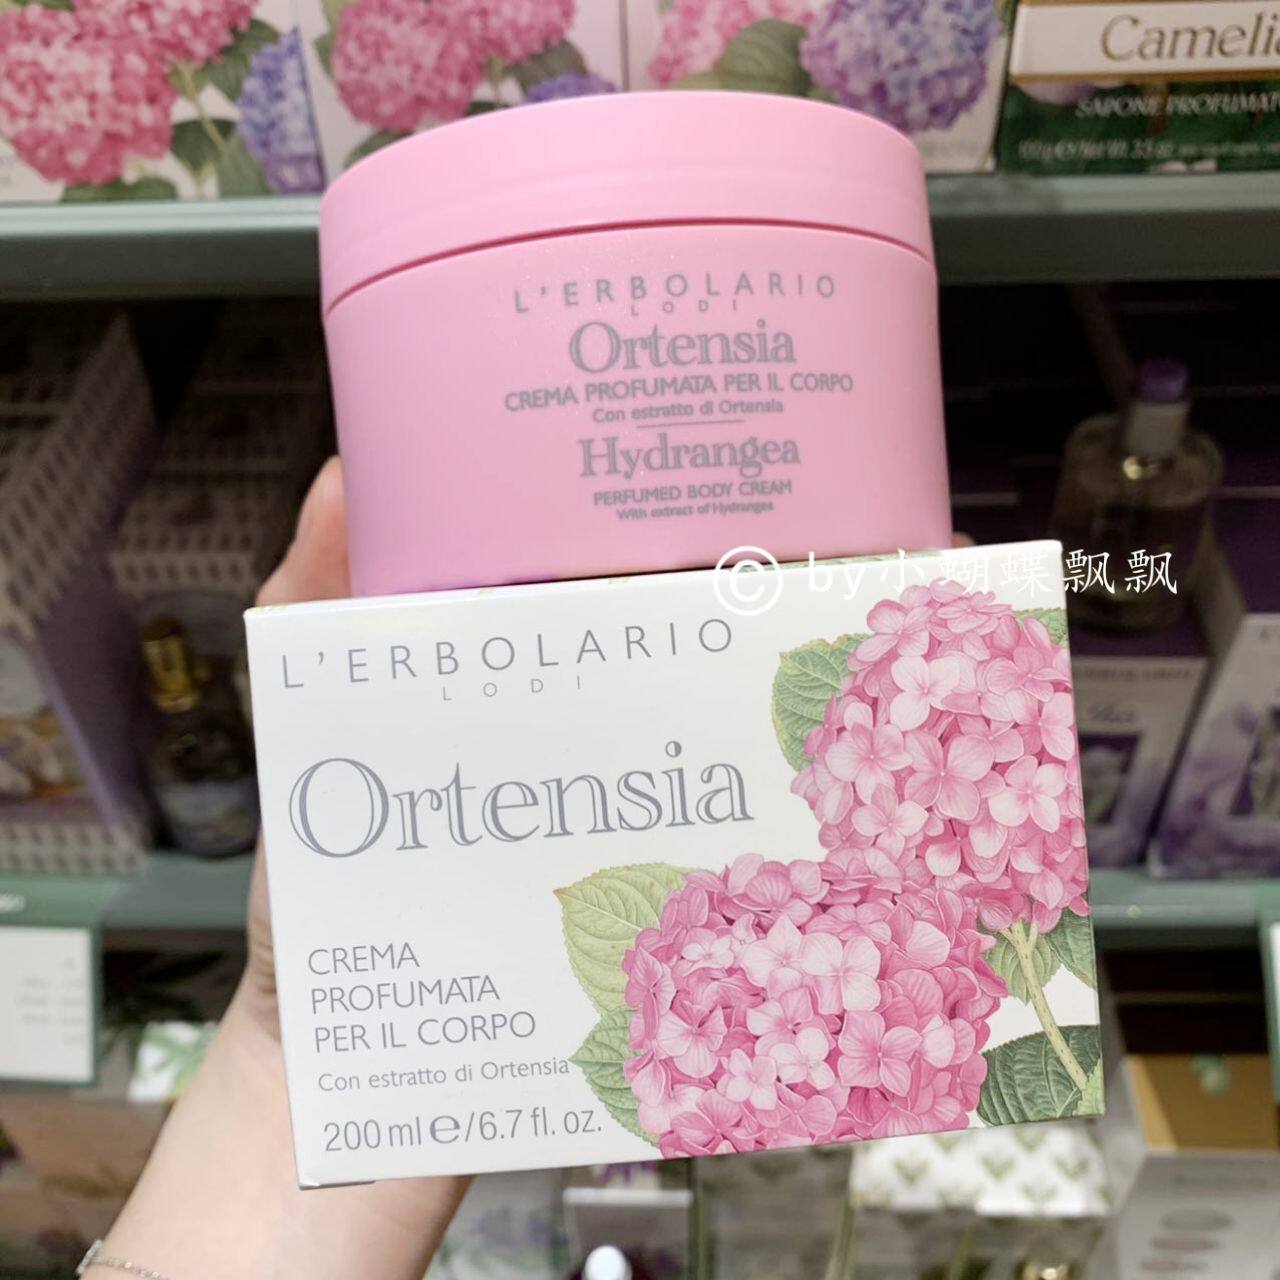 Camelia
SAPONE PROFUMATO
L'ERBOLARIO
LODI
Ortensia
CREMA PROFUMATA PER IL CORPO
Con estratto di Ortensia
Hydrangea
PERFUMED BODY CREAM
With extract of Hydrangea
© by小蝴蝶飘飘
L'ERBOLARIO
LODI
Ortensia
CREMA
PROFUMATA
PER IL CORPO
Con estratto di Ortensia
200 ml e/6.7 fl. oz.